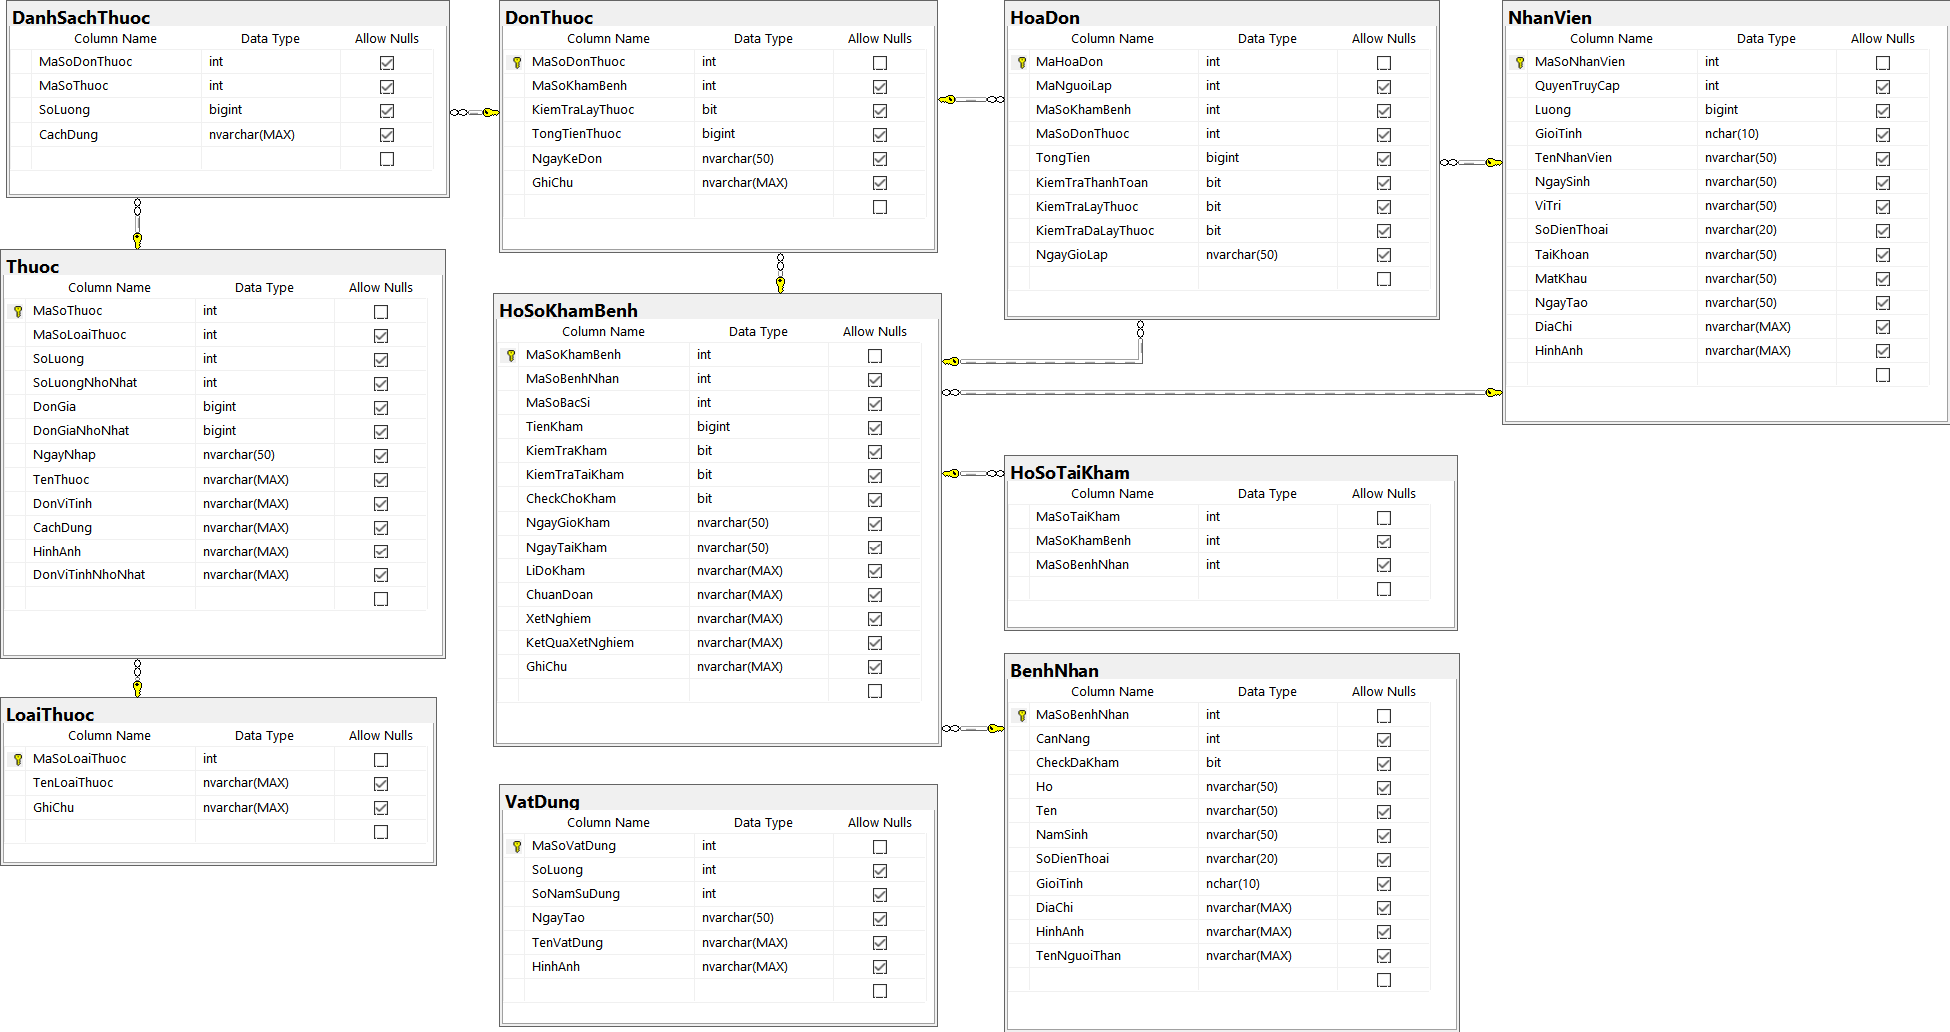 DanhSachThuoc
Column Name Data Type Allow Nulls
MaSoDonThuoc int
MaSoThuoc int
SoLuong bigint
CachDung nvarchar(MAX)
DonThuoc
Column Name Data Type Allow Nulls
MaSoDonThuoc int
MaSoKhamBenh int
KiemTraLayThuoc bit
TongTienThuoc bigint
NgayKeDon nvarchar(50)
GhiChu nvarchar(MAX)
HoaDon
Column Name Data Type Allow Nulls
MaHoaDon int
MaNguoiLap int
MaSoKhamBenh int
MaSoDonThuoc int
TongTien bigint
KiemTraThanhToan bit
KiemTraLayThuoc bit
KiemTraDaLayThuoc bit
NgayGioLap nvarchar(50)
NhanVien
Column Name Data Type Allow Nulls
MaSoNhanVien int
QuyenTruyCap int
Luong bigint
GioiTinh nchar(10)
TenNhanVien nvarchar(50)
NgaySinh nvarchar(50)
ViTri nvarchar(50)
SoDienThoai nvarchar(20)
TaiKhoan nvarchar(50)
MatKhau nvarchar(50)
NgayTao nvarchar(50)
DiaChi nvarchar(MAX)
HinhAnh nvarchar(MAX)
Thuoc
Column Name Data Type Allow Nulls
MaSoThuoc int
MaSoLoaiThuoc int
SoLuong int
SoLuongNhoNhat int
DonGia bigint
DonGiaNhoNhat bigint
NgayNhap nvarchar(50)
TenThuoc nvarchar(MAX)
DonViTinh nvarchar(MAX)
CachDung nvarchar(MAX)
HinhAnh nvarchar(MAX)
DonViTinhNhoNhat nvarchar(MAX)
HoSoKhamBenh
Column Name Data Type Allow Nulls
MaSoKhamBenh int
MaSoBenhNhan int
MaSoBacSi int
TienKham bigint
KiemTraKham bit
KiemTraTaiKham bit
CheckChoKham bit
NgayGioKham nvarchar(50)
NgayTaiKham nvarchar(50)
LiDoKham nvarchar(MAX)
ChuanDoan nvarchar(MAX)
XetNghiem nvarchar(MAX)
KetQuaXetNghiem nvarchar(MAX)
GhiChu nvarchar(MAX)
HoSoTaiKham
Column Name Data Type Allow Nulls
MaSoTaiKham int
MaSoKhamBenh int
MaSoBenhNhan int
LoaiThuoc
Column Name Data Type Allow Nulls
MaSoLoaiThuoc int
TenLoaiThuoc nvarchar(MAX)
GhiChu nvarchar(MAX)
VatDung
Column Name Data Type Allow Nulls
MaSoVatDung int
SoLuong int
SoNamSuDung int
NgayTao nvarchar(50)
TenVatDung nvarchar(MAX)
HinhAnh nvarchar(MAX)
BenhNhan
Column Name Data Type Allow Nulls
MaSoBenhNhan int
CanNang int
CheckDaKham bit
Ho nvarchar(50)
Ten nvarchar(50)
NamSinh nvarchar(50)
SoDienThoai nvarchar(20)
GioiTinh nchar(10)
DiaChi nvarchar(MAX)
HinhAnh nvarchar(MAX)
TenNguoiThan nvarchar(MAX)